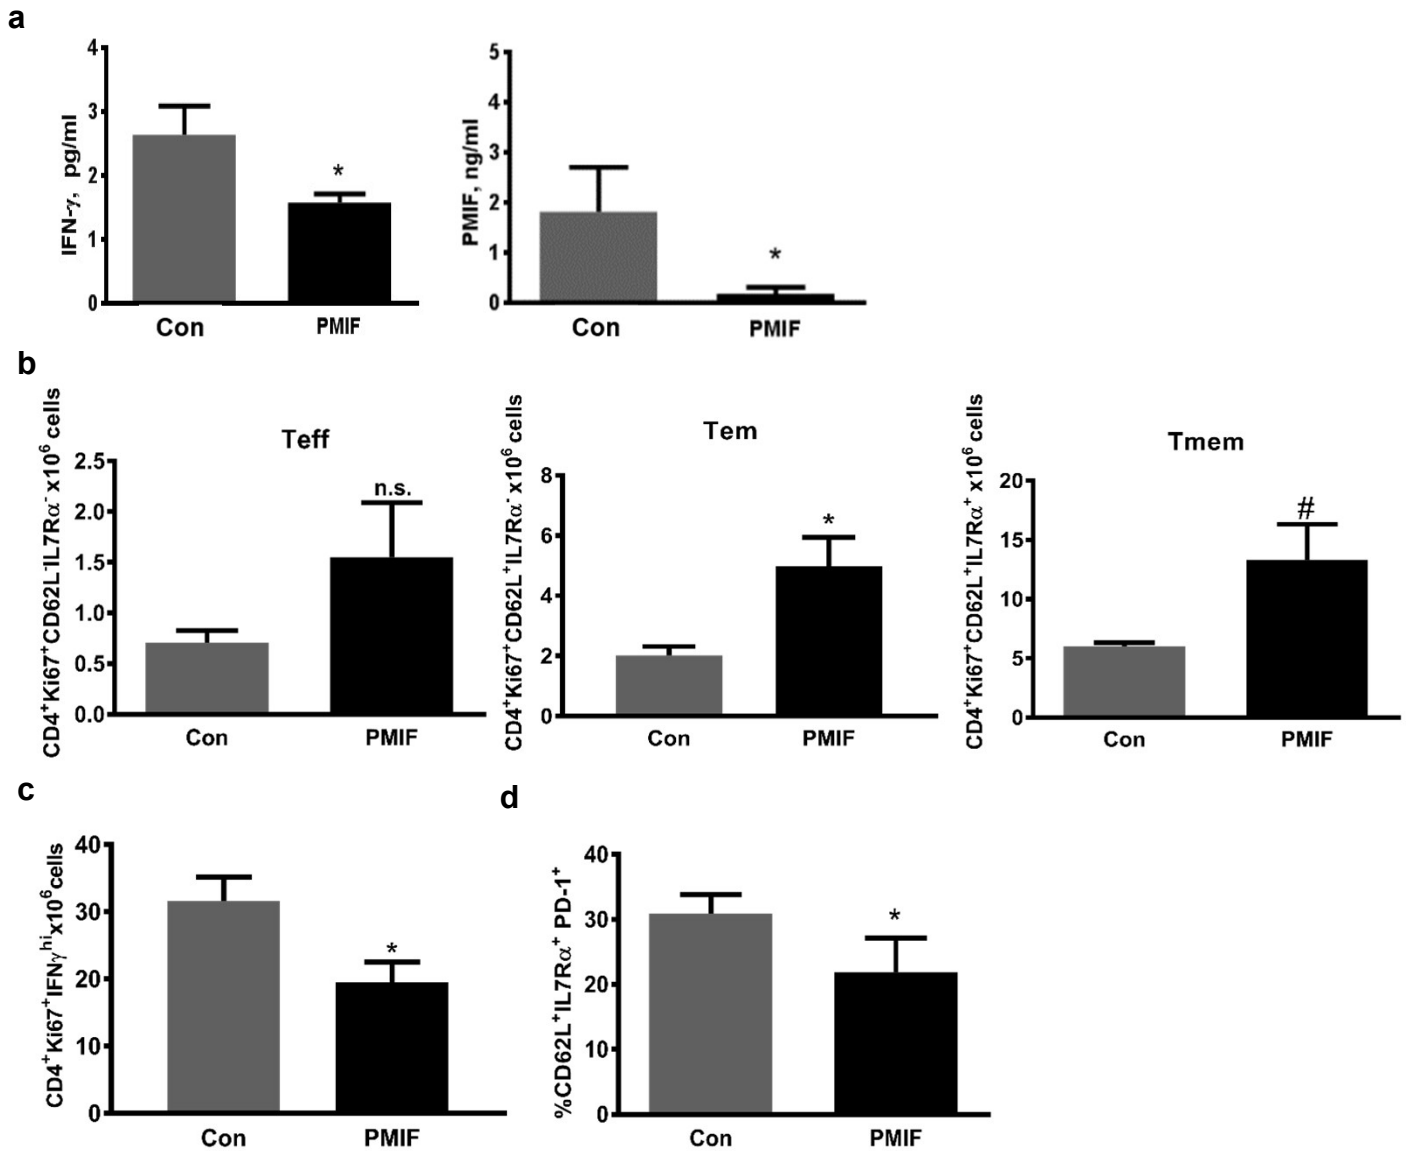 a
4
3
2
1
0
IFN-γ, pg/ml
*
Con
PMIF
5
4
3
2
1
0
PMIF, ng/ml
*
Con
PMIF
b
Teff
CD4⁺Ki67⁺CD62L⁻IL7Rα⁻ x10⁶ cells
2.5
2.0
1.5
1.0
0.5
0.0
n.s.
Con
PMIF
Tem
CD4⁺Ki67⁺CD62L⁺IL7Rα⁻ x10⁶ cells
8
6
4
2
0
*
Con
PMIF
Tmem
CD4⁺Ki67⁺CD62L⁺IL7Rα⁺ x10⁶ cells
20
15
10
5
0
#
Con
PMIF
c
CD4⁺Ki67⁺IFNγʰⁱx10⁶cells
40
30
20
10
0
*
Con
PMIF
d
%CD62L⁺IL7Rα⁺ PD-1⁺
40
30
20
10
0
*
Con
PMIF